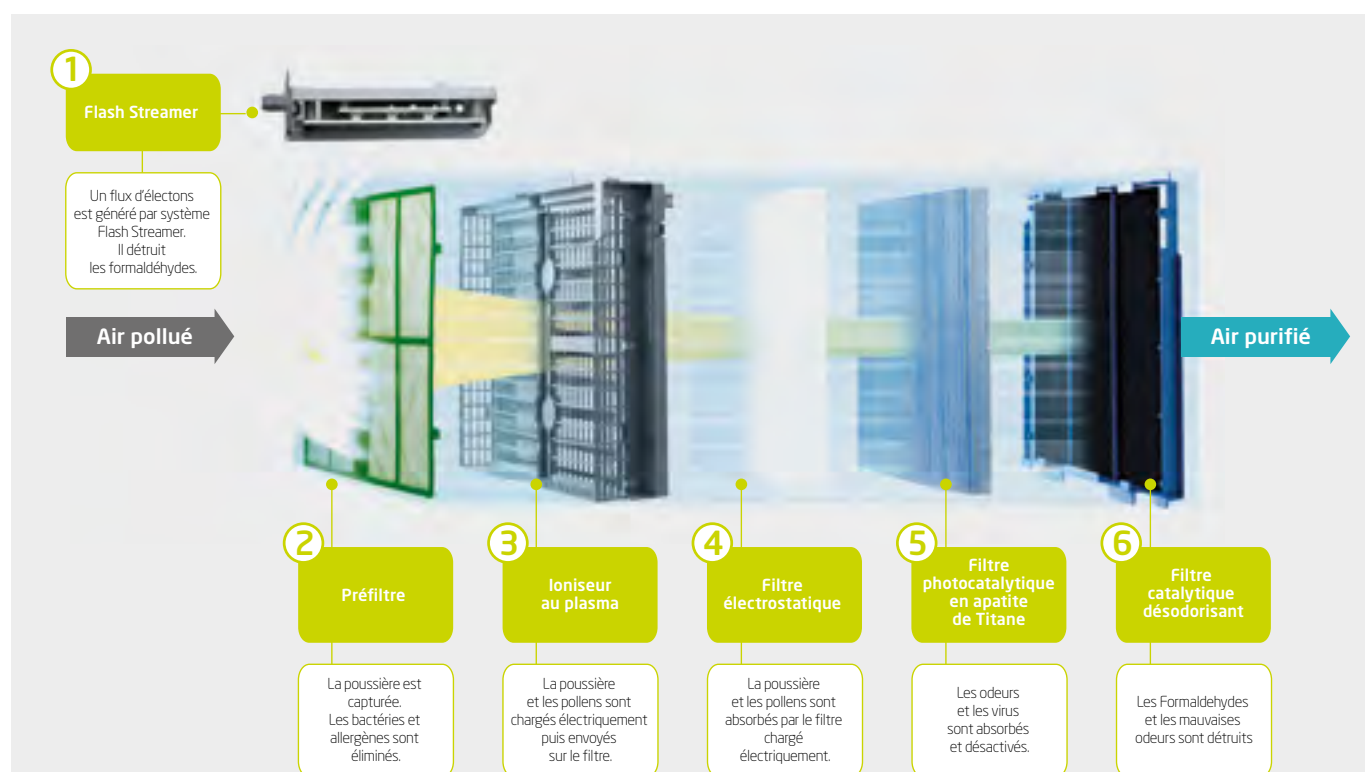 1
Flash Streamer
Un flux d'électons
est généré par système
Flash Streamer.
Il détruit
les formaldéhydes.
Air pollué
Air purifié
2
Préfiltre
La poussière est
capturée.
Les bactéries et
allergènes sont
éliminés.
3
Ioniseur
au plasma
La poussière
et les pollens sont
chargés électriquement
puis envoyés
sur le filtre.
4
Filtre
électrostatique
La poussière
et les pollens sont
absorbés par le filtre
chargé
électriquement.
5
Filtre
photocatalytique
en apatite
de Titane
Les odeurs
et les virus
sont absorbés
et désactivés.
6
Filtre
catalytique
désodorisant
Les Formaldehydes
et les mauvaises
odeurs sont détruits